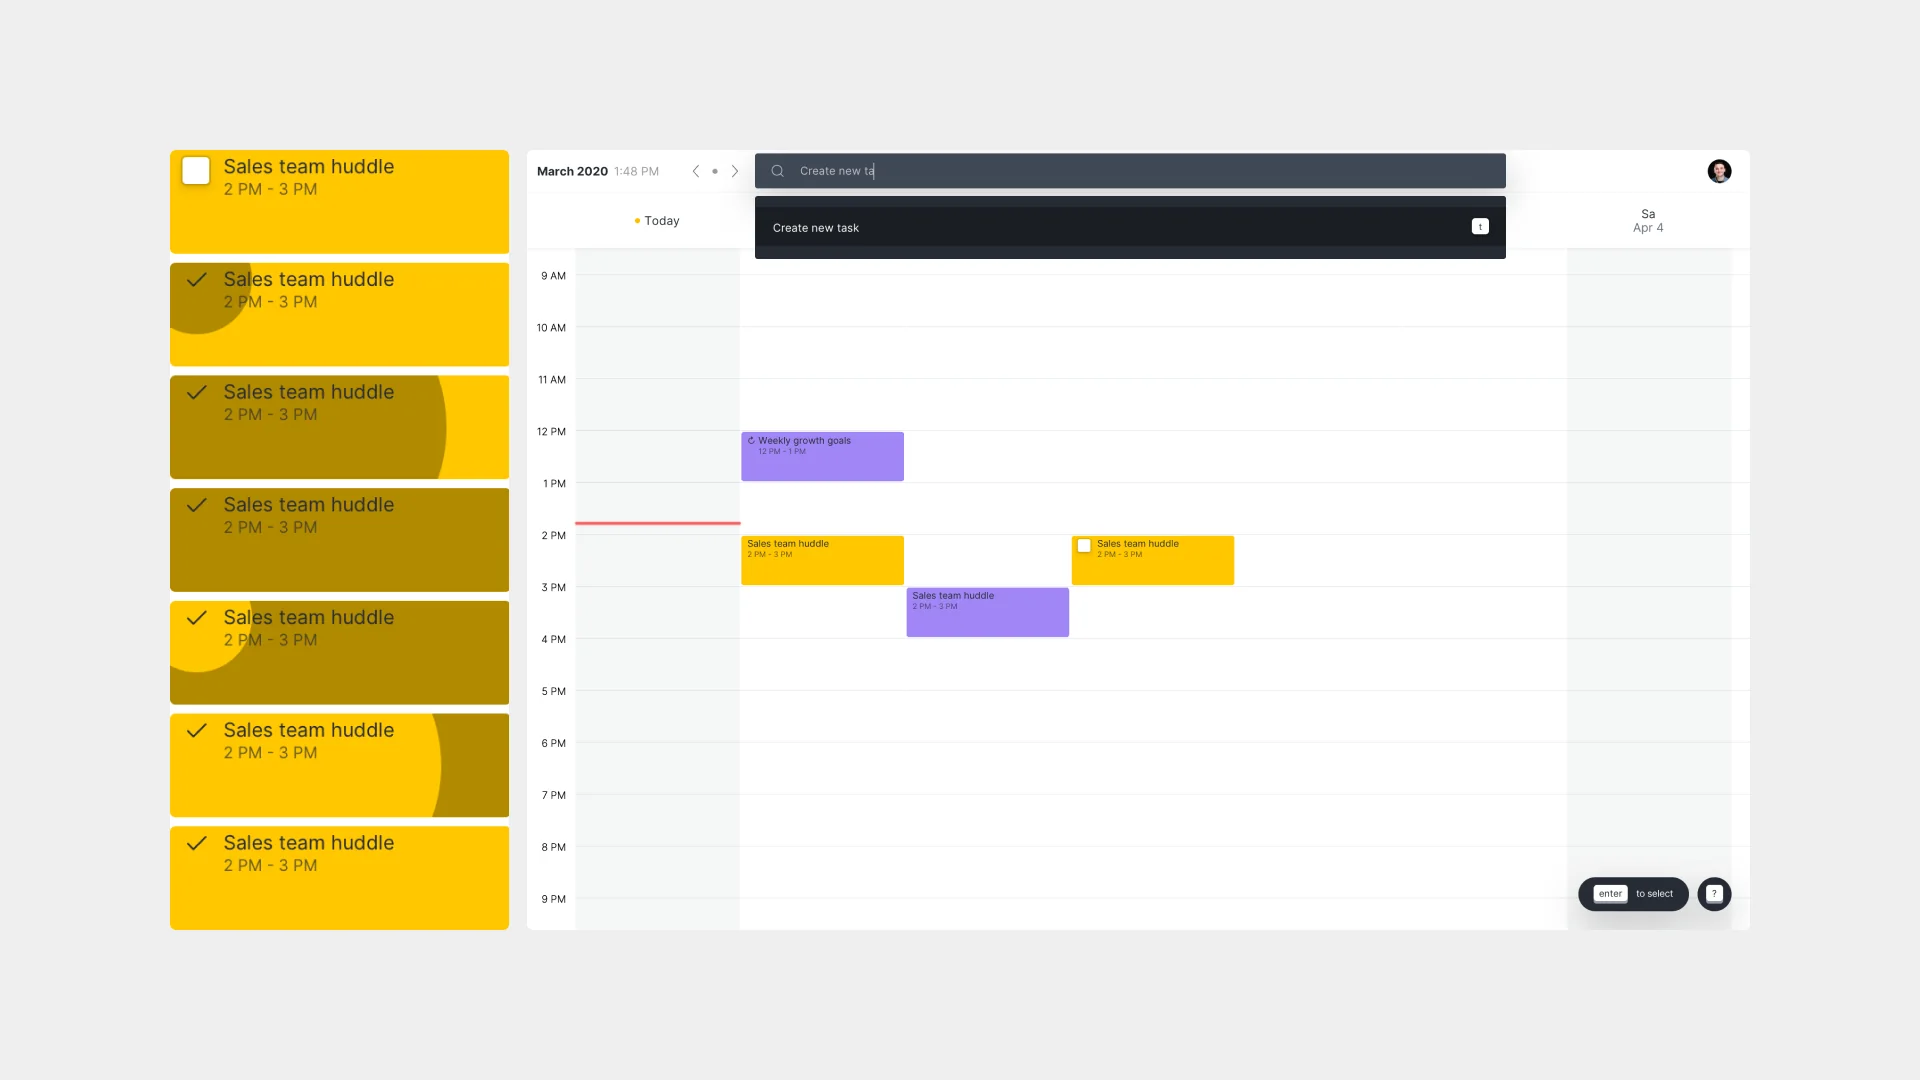 Sales team huddle
2 PM - 3 PM
Sales team huddle
2 PM - 3 PM
Sales team huddle
2 PM - 3 PM
Sales team huddle
2 PM - 3 PM
Sales team huddle
2 PM - 3 PM
Sales team huddle
2 PM - 3 PM
Sales team huddle
2 PM - 3 PM
March 2020 1:48 PM
Create new ta
Create new task
t
Today
Sa
Apr 4
9 AM
10 AM
11 AM
12 PM
1 PM
2 PM
3 PM
4 PM
5 PM
6 PM
7 PM
8 PM
9 PM
Weekly growth goals
12 PM - 1 PM
Sales team huddle
2 PM - 3 PM
Sales team huddle
2 PM - 3 PM
Sales team huddle
2 PM - 3 PM
enter to select
?